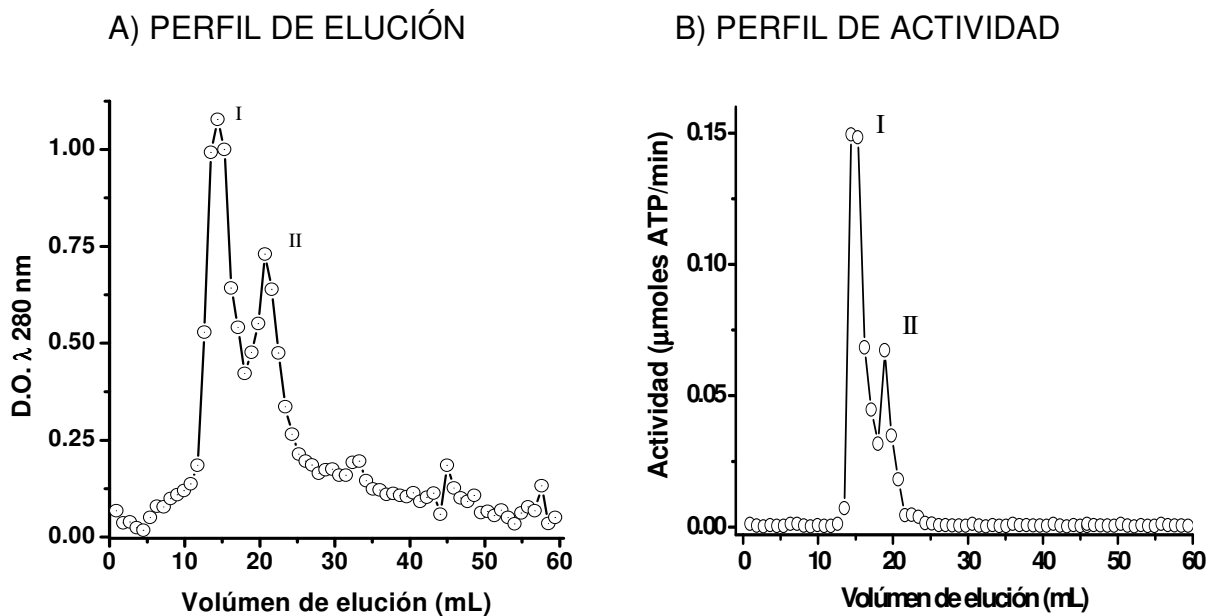 A) PERFIL DE ELUCIÓN
I
II
1.00
0.75
0.50
0.25
0.00
D.O. λ 280 nm
0 10 20 30 40 50 60
Volúmen de elución (mL)
B) PERFIL DE ACTIVIDAD
I
II
0.15
0.10
0.05
0.00
Actividad (μmoles ATP/min)
0 10 20 30 40 50 60
Volúmen de elución (mL)